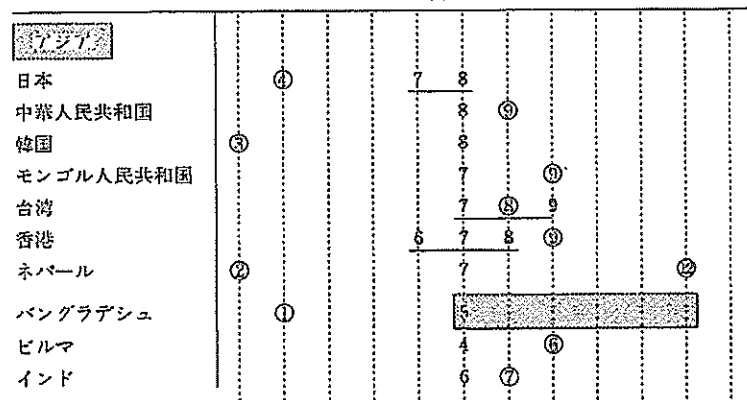 アジア
日本 ④ 7 8
中華人民共和国 8 ⑨
韓国 ③ 8
モンゴル人民共和国 7 ⑨
台湾 7 ⑧ 9
香港 6 7 8 ⑨
ネパール ② 7 ⑫
バングラデシュ ① 5
ビルマ 4 ⑥
インド 6 ⑦